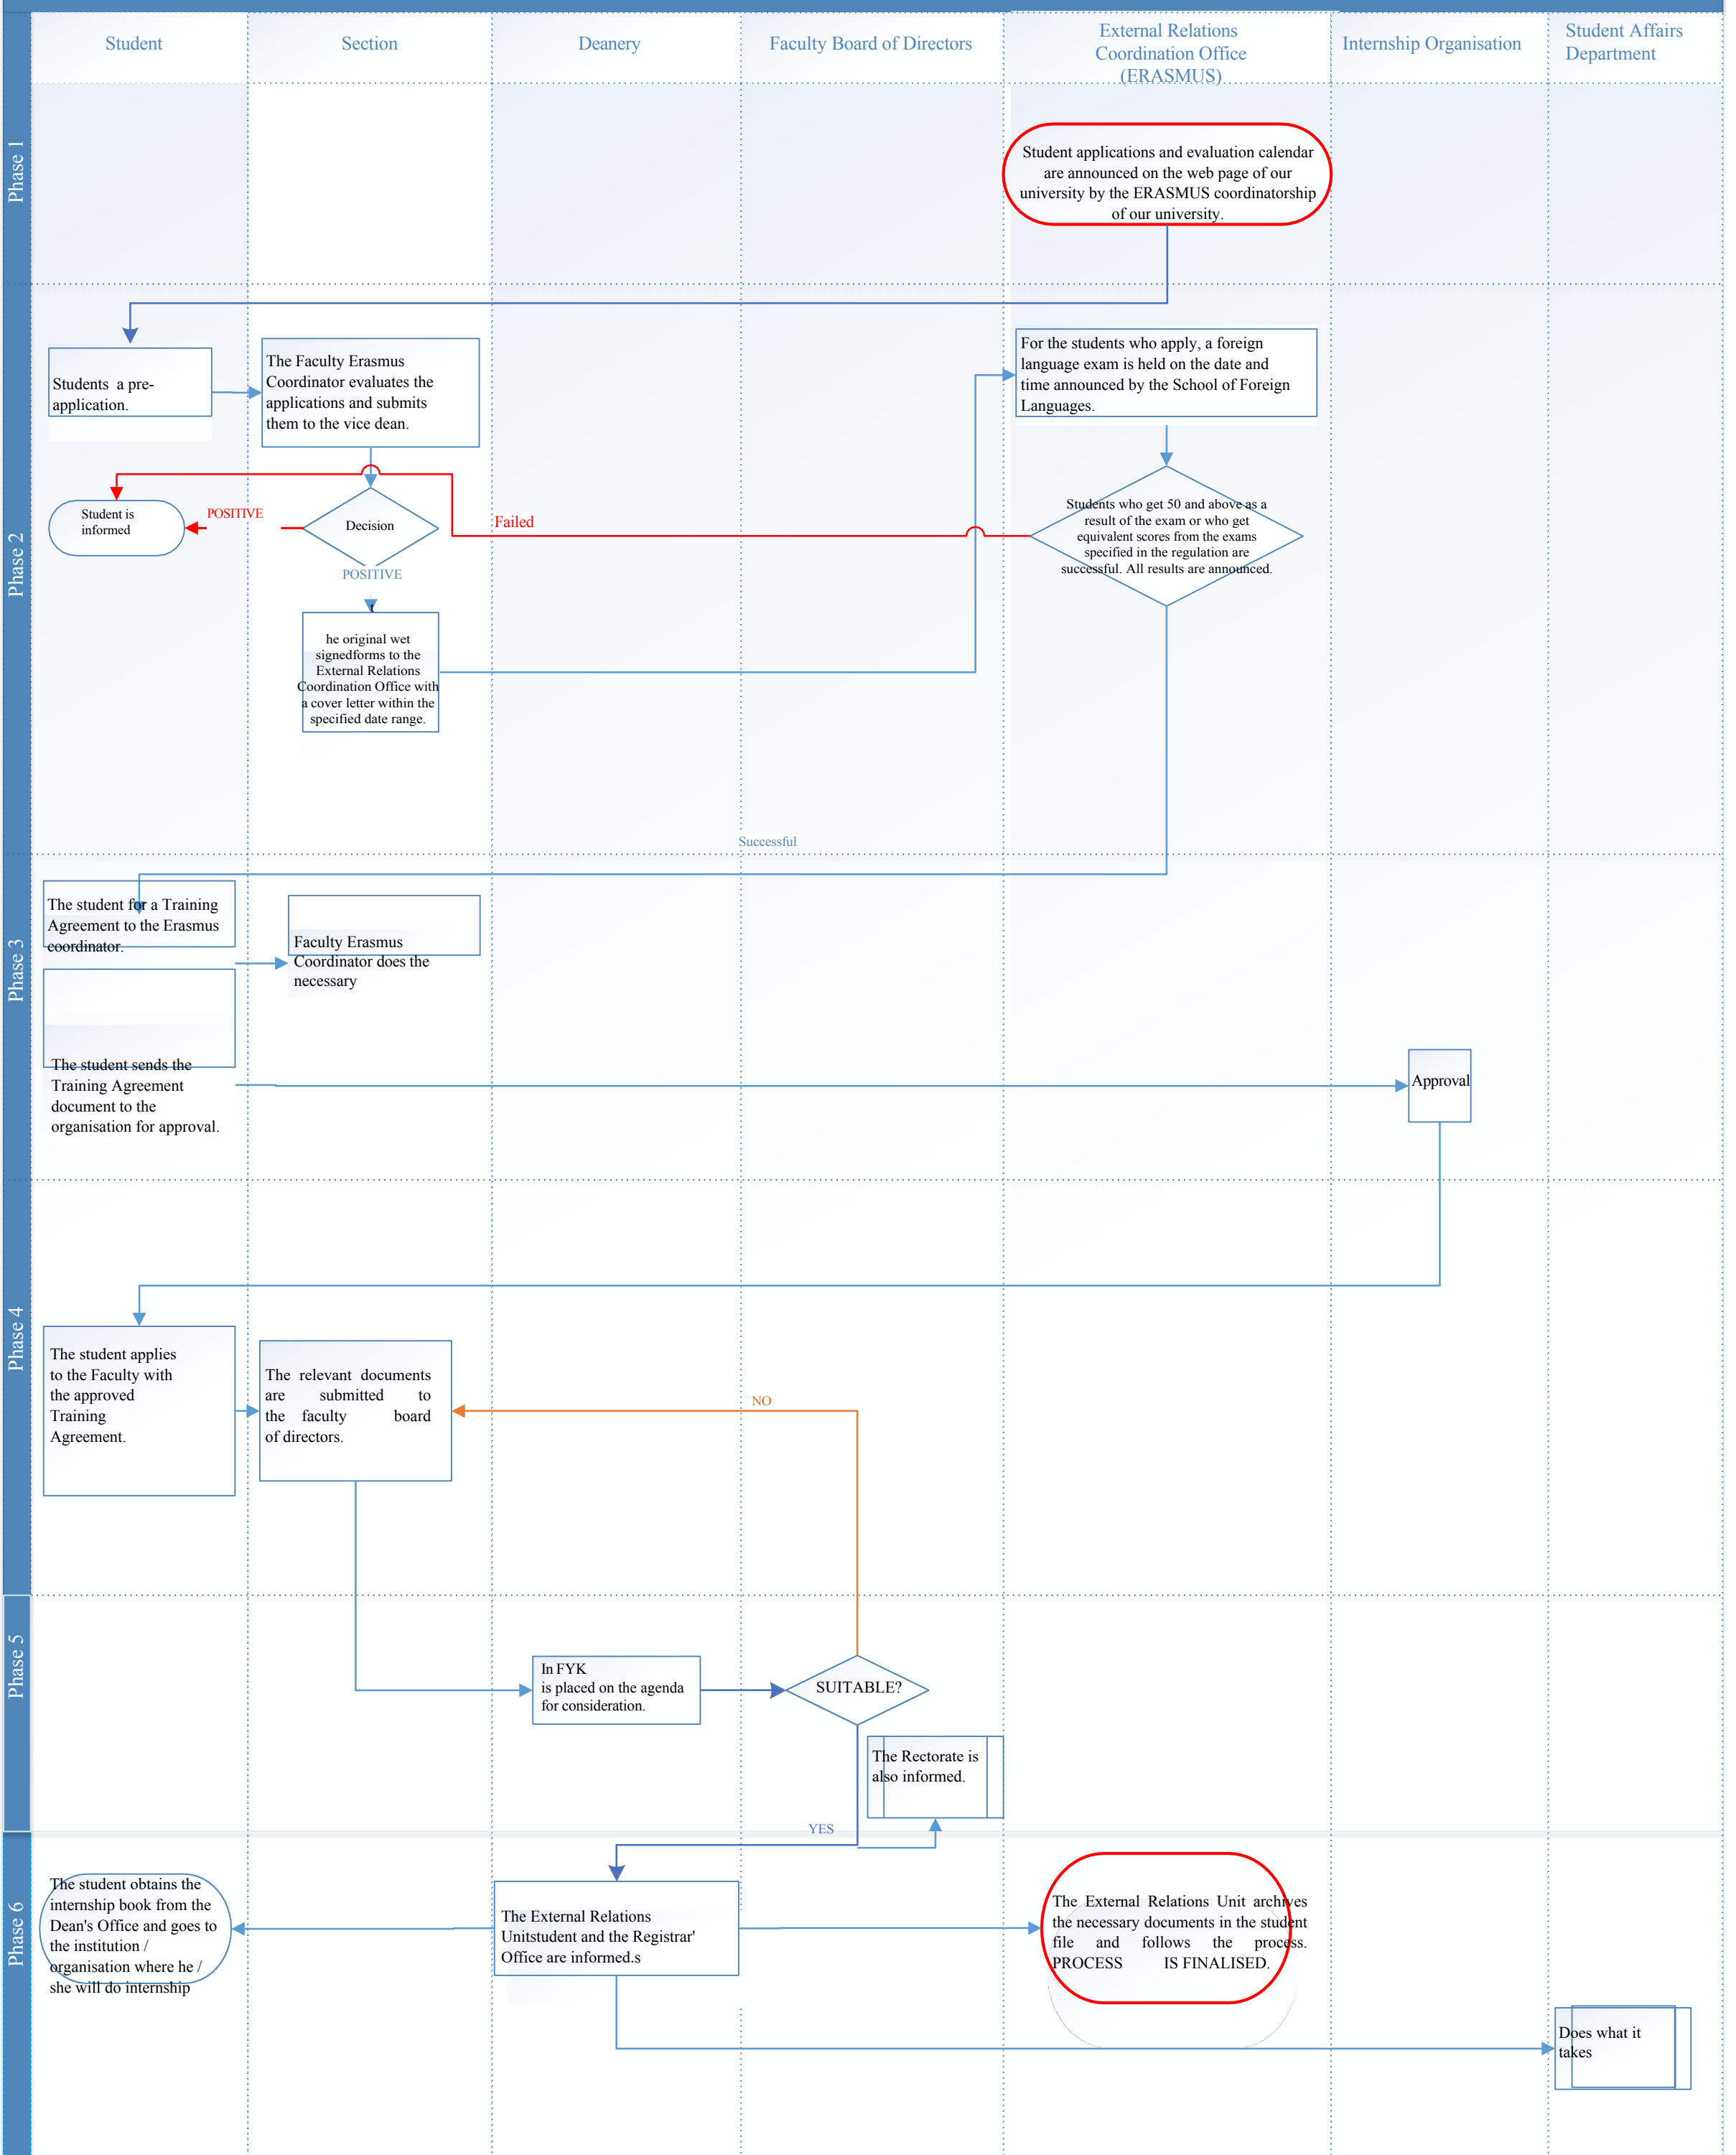 Student
Section
Deanery
Faculty Board of Directors
External Relations
Coordination Office
(ERASMUS)
Internship Organisation
Student Affairs
Department
Phase 1
Student applications and evaluation calendar
are announced on the web page of our
university by the ERASMUS coordinatorship
of our university.
Phase 2
Students a pre-
application.
The Faculty Erasmus
Coordinator evaluates the
applications and submits
them to the vice dean.
For the students who apply, a foreign
language exam is held on the date and
time announced by the School of Foreign
Languages.
Student is
informed
POSITIVE
Decision
Failed
Students who get 50 and above as a
result of the exam or who get
equivalent scores from the exams
specified in the regulation are
successful. All results are announced.
POSITIVE
t
he original wet
signedforms to the
External Relations
Coordination Office with
a cover letter within the
specified date range.
Successful
Phase 3
The student for a Training
Agreement to the Erasmus
coordinator.
Faculty Erasmus
Coordinator does the
necessary
The student sends the
Training Agreement
document to the
organisation for approval.
Approval
Phase 4
The student applies
to the Faculty with
the approved
Training
Agreement.
The relevant documents
are submitted to
the faculty board
of directors.
NO
Phase 5
In FYK
is placed on the agenda
for consideration.
SUITABLE?
The Rectorate is
also informed.
YES
Phase 6
The student obtains the
internship book from the
Dean's Office and goes to
the institution /
organisation where he /
she will do internship
The External Relations
Unitstudent and the Registrar'
Office are informed.s
The External Relations Unit archives
the necessary documents in the student
file and follows the process.
PROCESS IS FINALISED.
Does what it
takes